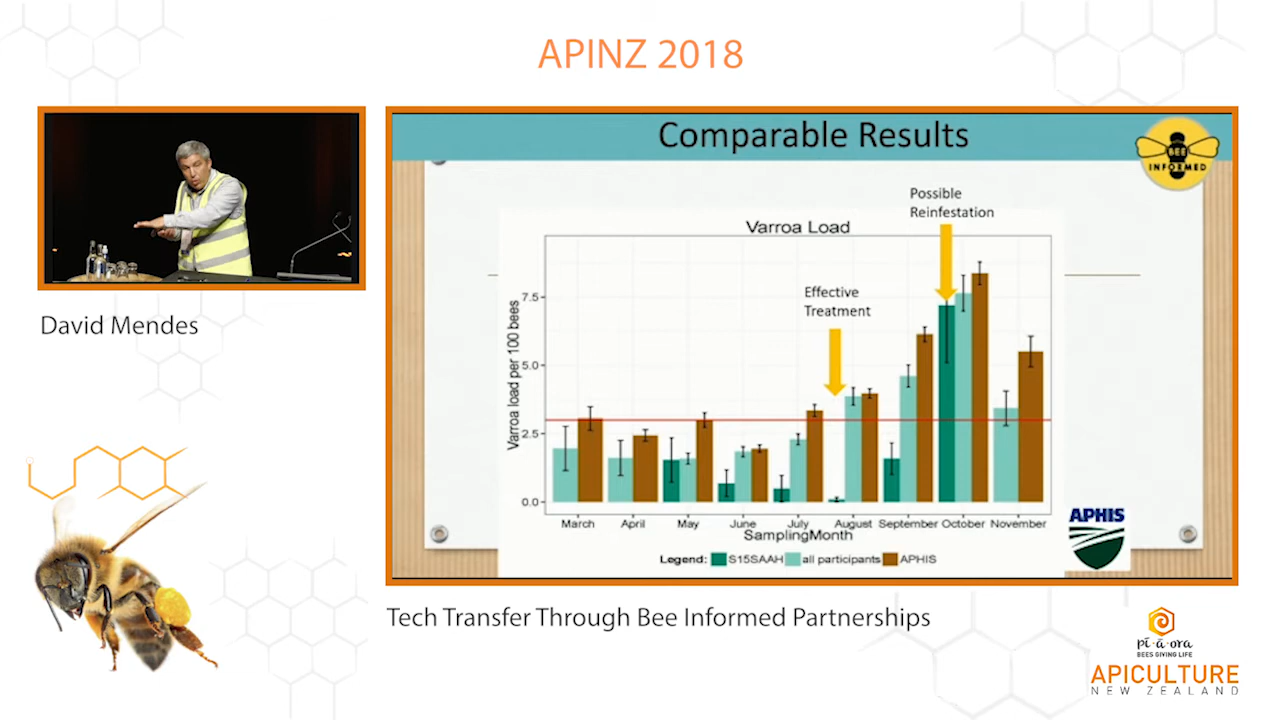 APINZ 2018
David Mendes
Comparable Results
BEE
INFORMED
Possible
Reinfestation
Varroa Load
Effective
Treatment
Varroa load per 100 bees
7.5
5.0
2.5
0.0
March April May June July August September October November
SamplingMonth
Legend: S15SAAH all participants APHIS
APHIS
Tech Transfer Through Bee Informed Partnerships
pī-ā-ora
BEES GIVING LIFE
APICULTURE
NEW ZEALAND